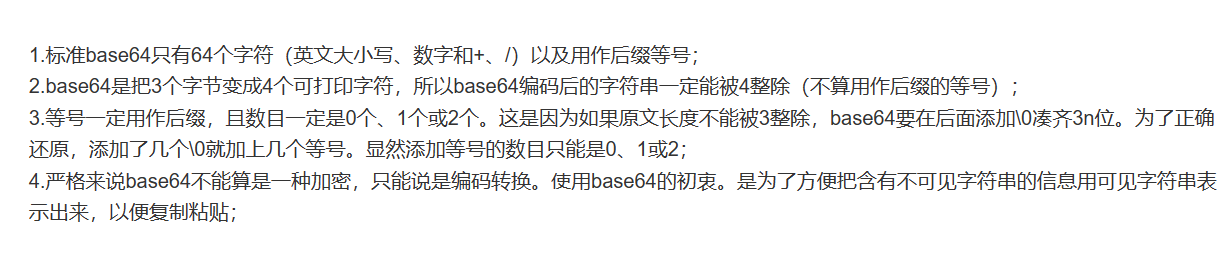 1.标准base64只有64个字符（英文大小写、数字和+、/）以及用作后缀等号；
2.base64是把3个字节变成4个可打印字符，所以base64编码后的字符串一定能被4整除（不算用作后缀的等号）；
3.等号一定用作后缀，且数目一定是0个、1个或2个。这是因为如果原文长度不能被3整除，base64要在后面添加\0凑齐3n位。为了正确
还原，添加了几个\0就加上几个等号。显然添加等号的数目只能是0、1或2；
4.严格来说base64不能算是一种加密，只能说是编码转换。使用base64的初衷。是为了方便把含有不可见字符串的信息用可见字符串表
示出来，以便复制粘贴；